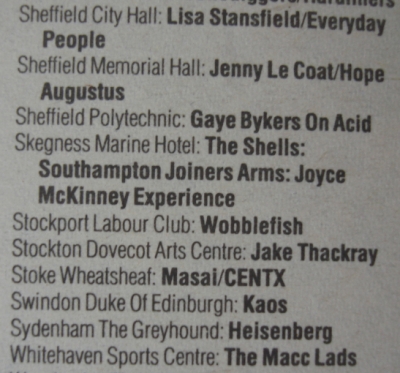 Sheffield City Hall: Lisa Stansfield/Everyday
People
Sheffield Memorial Hall: Jenny Le Coat/Hope
Augustus
Sheffield Polytechnic: Gaye Bykers On Acid
Skegness Marine Hotel: The Shells:
Southampton Joiners Arms: Joyce
McKinney Experience
Stockport Labour Club: Wobblefish
Stockton Dovecot Arts Centre: Jake Thackray
Stoke Wheatsheaf: Masai/CENTX
Swindon Duke Of Edinburgh: Kaos
Sydenham The Greyhound: Heisenberg
Whitehaven Sports Centre: The Macc Lads